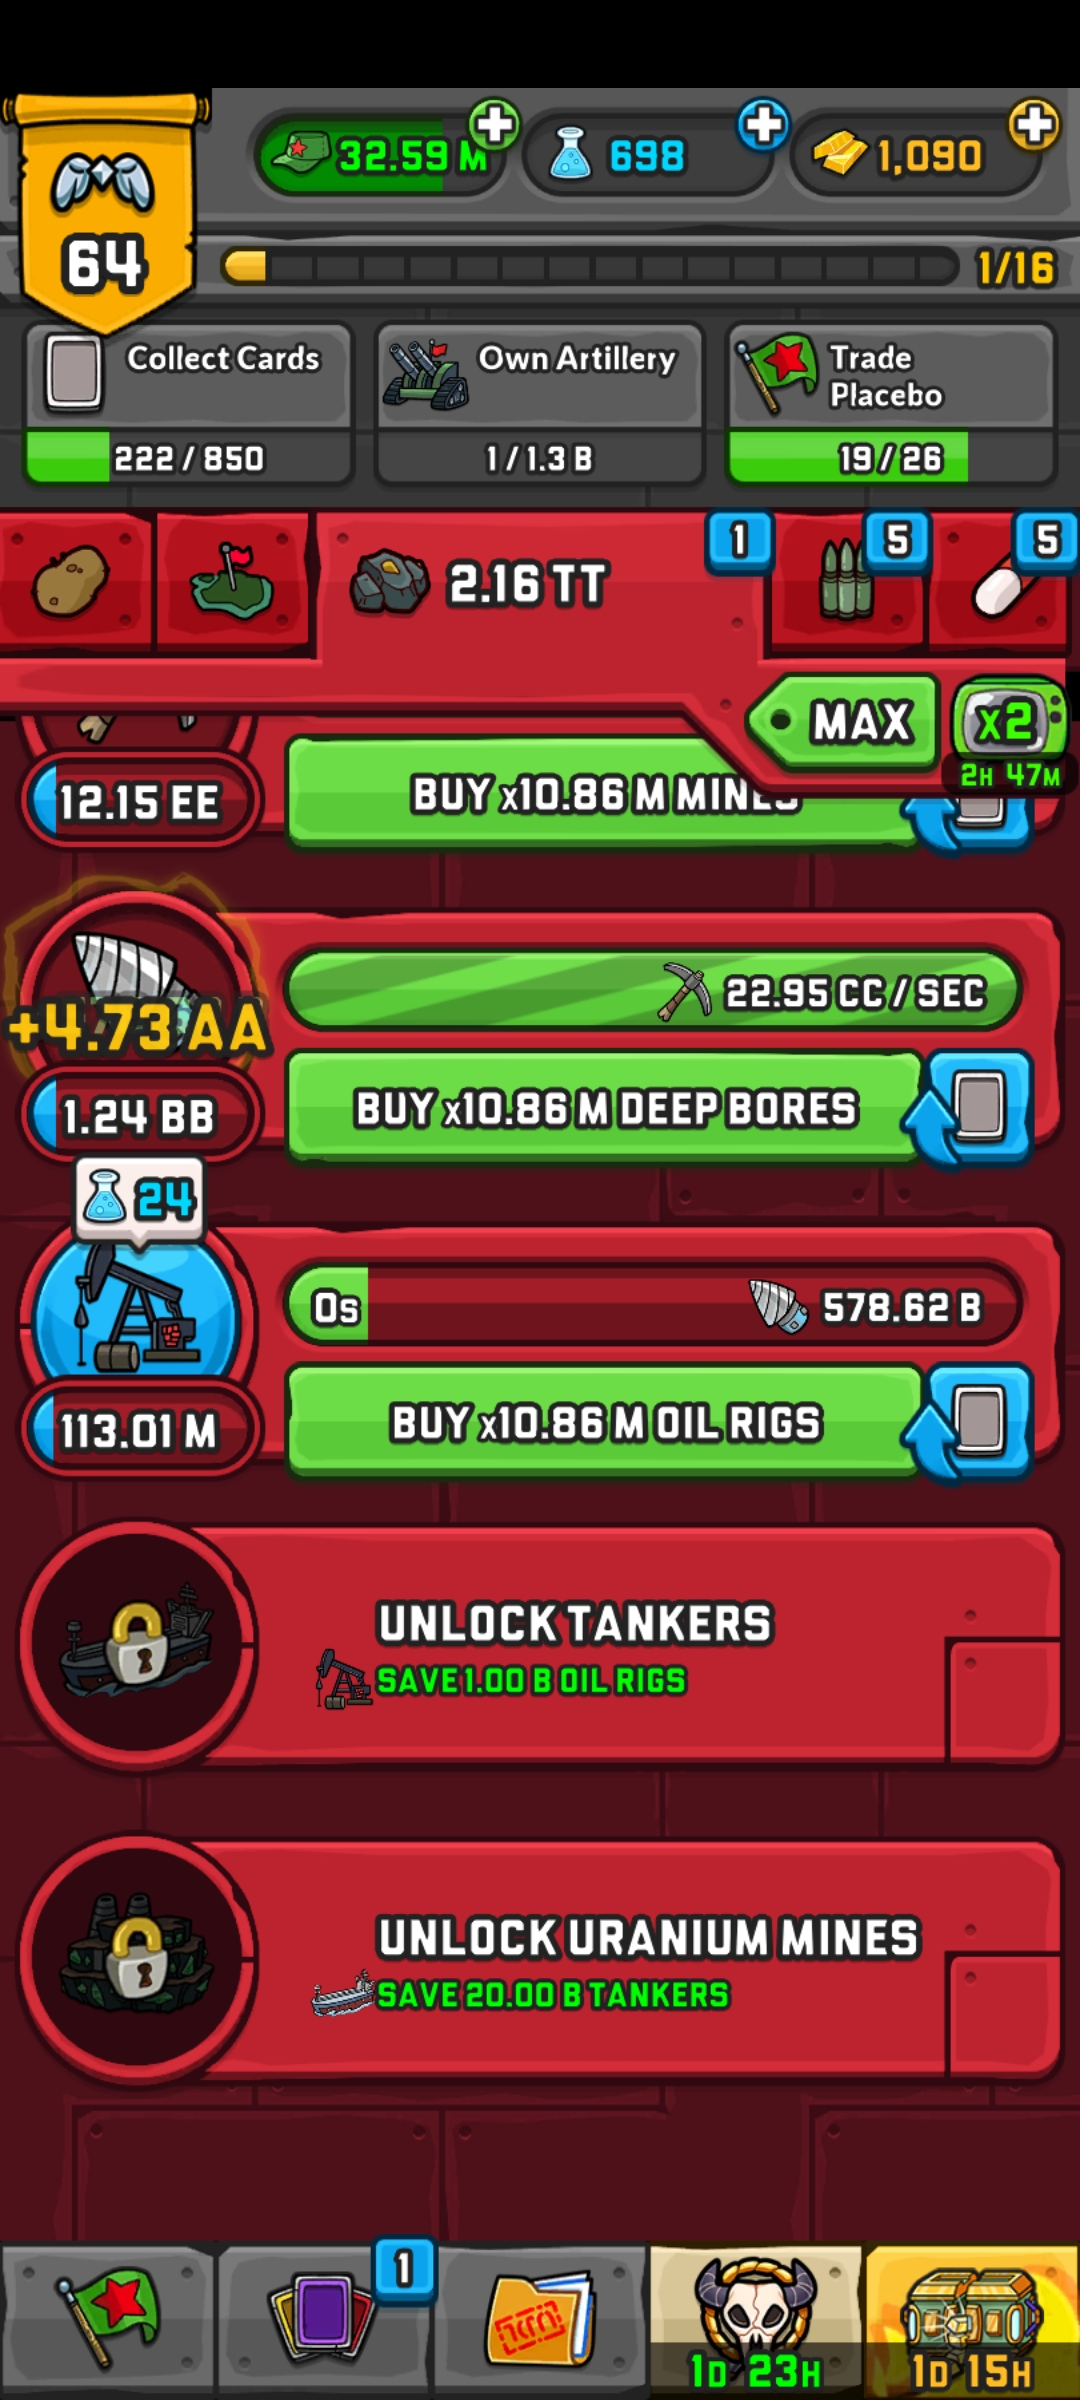 32.59 M
698
1,090
64
1/16
Collect Cards
222 / 850
Own Artillery
1 / 1.3 B
Trade
Placebo
19 / 26
2.16 TT
1
5
5
MAX
x2
2H 47M
12.15 EE
BUY x10.86 M MINES
+4.73 AA
22.95 CC / SEC
1.24 BB
BUY x10.86 M DEEP BORES
24
0s
578.62 B
113.01 M
BUY x10.86 M OIL RIGS
UNLOCK TANKERS
SAVE 1.00 B OIL RIGS
UNLOCK URANIUM MINES
SAVE 20.00 B TANKERS
1
1D 23H
1D 15H